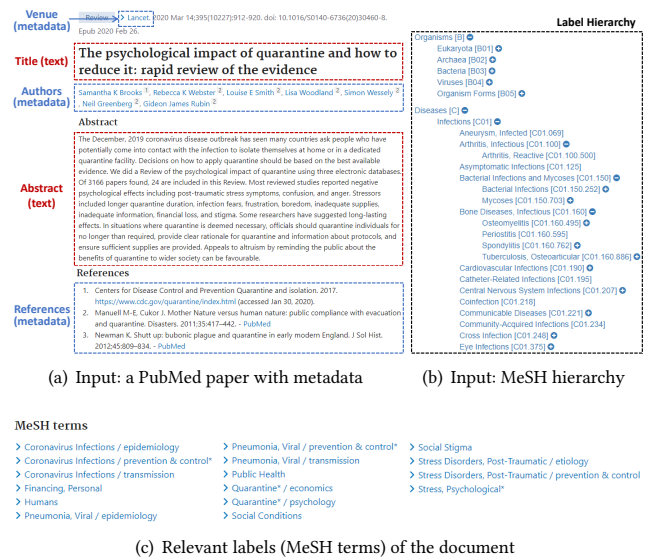 Venue
(metadata)
Review > Lancet. 2020 Mar 14;395(10227):912-920. doi: 10.1016/S0140-6736(20)30460-8.
Epub 2020 Feb 26.
Title (text)
The psychological impact of quarantine and how to
reduce it: rapid review of the evidence
Authors
(metadata)
Samantha K Brooks 1, Rebecca K Webster 2, Louise E Smith 2, Lisa Woodland 2, Simon Wessely 2
, Neil Greenberg 2, Gideon James Rubin 2
Abstract
Abstract
(text)
The December, 2019 coronavirus disease outbreak has seen many countries ask people who have
potentially come into contact with the infection to isolate themselves at home or in a dedicated
quarantine facility. Decisions on how to apply quarantine should be based on the best available
evidence. We did a Review of the psychological impact of quarantine using three electronic databases.
Of 3166 papers found, 24 are included in this Review. Most reviewed studies reported negative
psychological effects including post-traumatic stress symptoms, confusion, and anger. Stressors
included longer quarantine duration, infection fears, frustration, boredom, inadequate supplies,
inadequate information, financial loss, and stigma. Some researchers have suggested long-lasting
effects. In situations where quarantine is deemed necessary, officials should quarantine individuals for
no longer than required, provide clear rationale for quarantine and information about protocols, and
ensure sufficient supplies are provided. Appeals to altruism by reminding the public about the
benefits of quarantine to wider society can be favourable.
References
References
(metadata)
1. Centers for Disease Control and Prevention Quarantine and isolation. 2017.
https://www.cdc.gov/quarantine/index.html (accessed Jan 30, 2020).
2. Manuell M-E, Cukor J. Mother Nature versus human nature: public compliance with evacuation
and quarantine. Disasters. 2011;35:417–442. - PubMed
3. Newman K. Shutt up: bubonic plague and quarantine in early modern England. J Sol Hist.
2012;45:809–834. - PubMed
(a) Input: a PubMed paper with metadata
Label Hierarchy
Organisms [B]
Eukaryota [B01]
Archaea [B02]
Bacteria [B03]
Viruses [B04]
Organism Forms [B05]
Diseases [C]
Infections [C01]
Aneurysm, Infected [C01.069]
Arthritis, Infectious [C01.100]
Arthritis, Reactive [C01.100.500]
Asymptomatic Infections [C01.125]
Bacterial Infections and Mycoses [C01.150]
Bacterial Infections [C01.150.252]
Mycoses [C01.150.703]
Bone Diseases, Infectious [C01.160]
Osteomyelitis [C01.160.495]
Periostitis [C01.160.595]
Spondylitis [C01.160.762]
Tuberculosis, Osteoarticular [C01.160.886]
Cardiovascular Infections [C01.190]
Catheter-Related Infections [C01.195]
Central Nervous System Infections [C01.207]
Coinfection [C01.218]
Communicable Diseases [C01.221]
Community-Acquired Infections [C01.234]
Cross Infection [C01.248]
Eye Infections [C01.375]
(b) Input: MeSH hierarchy
MeSH terms
> Coronavirus Infections / epidemiology
> Coronavirus Infections / prevention & control*
> Coronavirus Infections / transmission
> Financing, Personal
> Humans
> Pneumonia, Viral / epidemiology
> Pneumonia, Viral / prevention & control*
> Pneumonia, Viral / transmission
> Public Health
> Quarantine* / economics
> Quarantine* / psychology
> Social Conditions
> Social Stigma
> Stress Disorders, Post-Traumatic / etiology
> Stress Disorders, Post-Traumatic / prevention & control
> Stress, Psychological*
(c) Relevant labels (MeSH terms) of the document